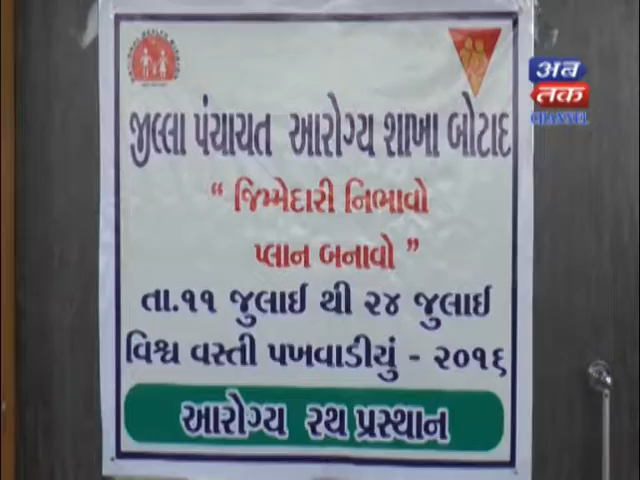 અબ
તક
CHANNEL
જીલ્લા પંચાયત આરોગ્ય શાખા બોટાદ
“ જિમ્મેદારી નિભાવો
પ્લાન બનાવો ”
તા.૧૧ જુલાઈ થી ૨૪ જુલાઈ
વિશ્વ વસ્તી પખવાડીયું - ૨૦૧૬
આરોગ્ય રથ પ્રસ્થાન